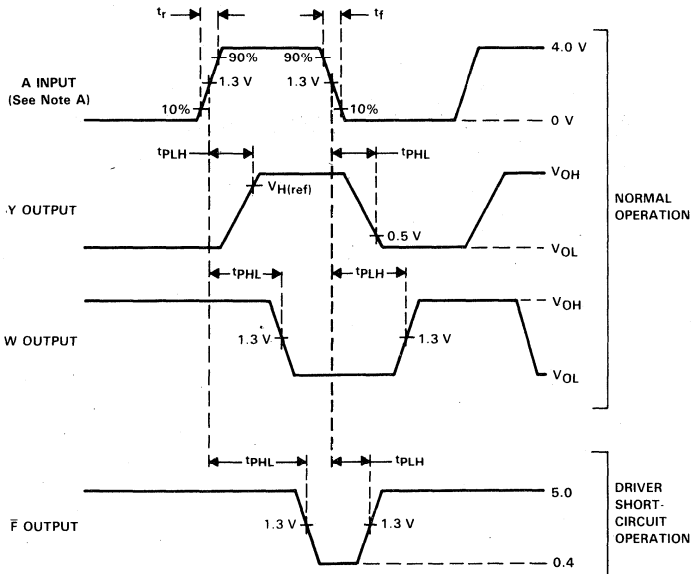 tr
tf
90%
90%
4.0 V
A INPUT
(See Note A)
1.3 V
1.3 V
10%
10%
0 V
tPLH
tPHL
VOH
VH(ref)
Y OUTPUT
0.5 V
VOL
NORMAL
OPERATION
tPHL
tPLH
VOH
W OUTPUT
1.3 V
1.3 V
VOL
tPHL
tPLH
5.0
F̅ OUTPUT
1.3 V
1.3 V
0.4
DRIVER
SHORT-
CIRCUIT
OPERATION